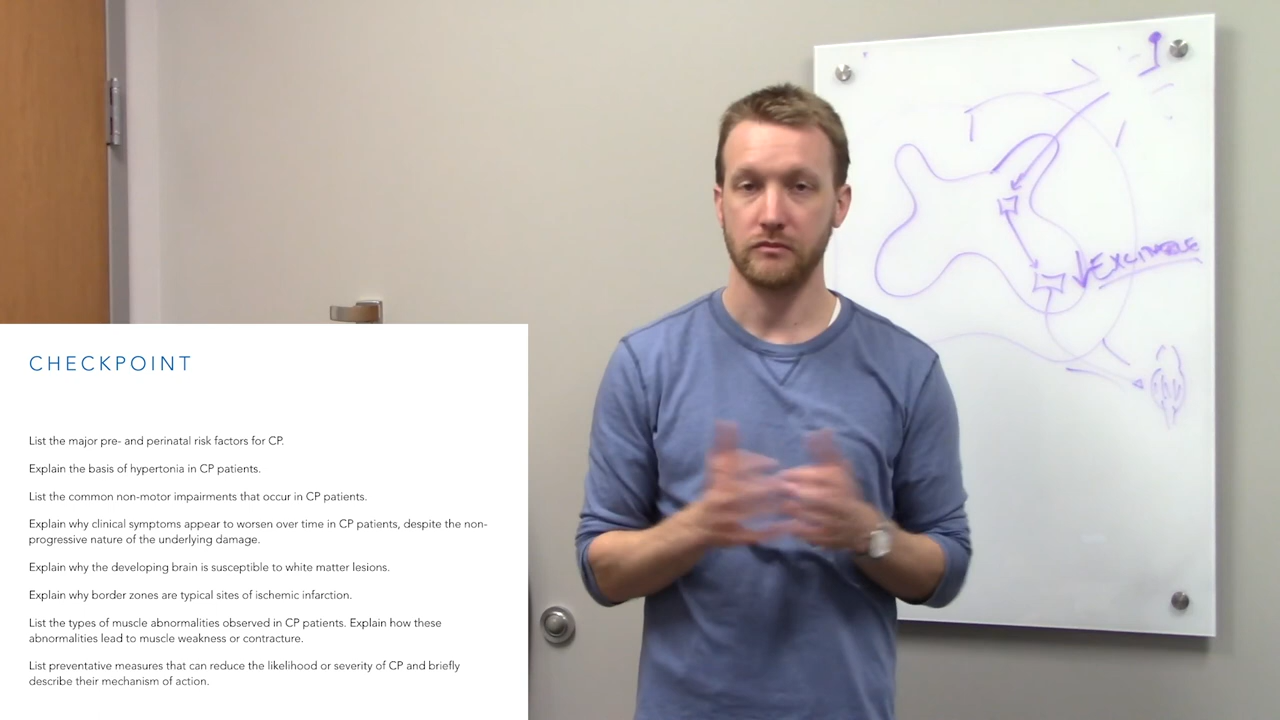 CHECKPOINT
List the major pre- and perinatal risk factors for CP.
Explain the basis of hypertonia in CP patients.
List the common non-motor impairments that occur in CP patients.
Explain why clinical symptoms appear to worsen over time in CP patients, despite the non-
progressive nature of the underlying damage.
Explain why the developing brain is susceptible to white matter lesions.
Explain why border zones are typical sites of ischemic infarction.
List the types of muscle abnormalities observed in CP patients. Explain how these
abnormalities lead to muscle weakness or contracture.
List preventative measures that can reduce the likelihood or severity of CP and briefly
describe their mechanism of action.
↓EXCITABLE